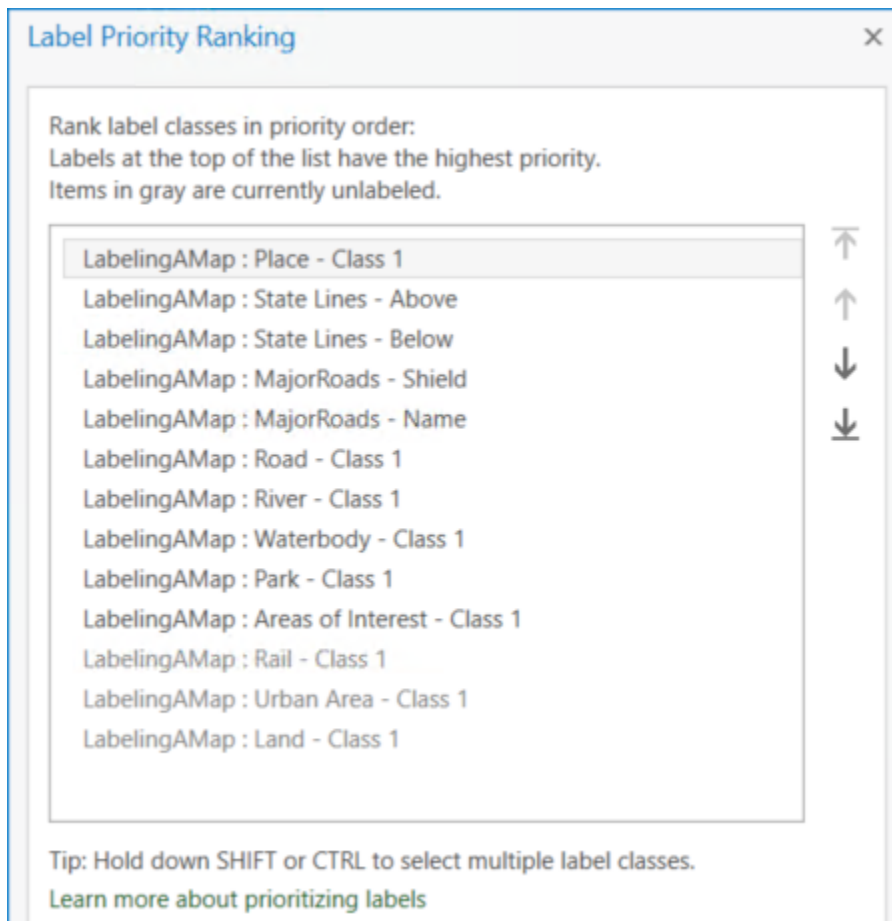 Label Priority Ranking
Rank label classes in priority order:
Labels at the top of the list have the highest priority.
Items in gray are currently unlabeled.
LabelingAMap : Place - Class 1
LabelingAMap : State Lines - Above
LabelingAMap : State Lines - Below
LabelingAMap : MajorRoads - Shield
LabelingAMap : MajorRoads - Name
LabelingAMap : Road - Class 1
LabelingAMap : River - Class 1
LabelingAMap : Waterbody - Class 1
LabelingAMap : Park - Class 1
LabelingAMap : Areas of Interest - Class 1
LabelingAMap : Rail - Class 1
LabelingAMap : Urban Area - Class 1
LabelingAMap : Land - Class 1
Tip: Hold down SHIFT or CTRL to select multiple label classes.
Learn more about prioritizing labels